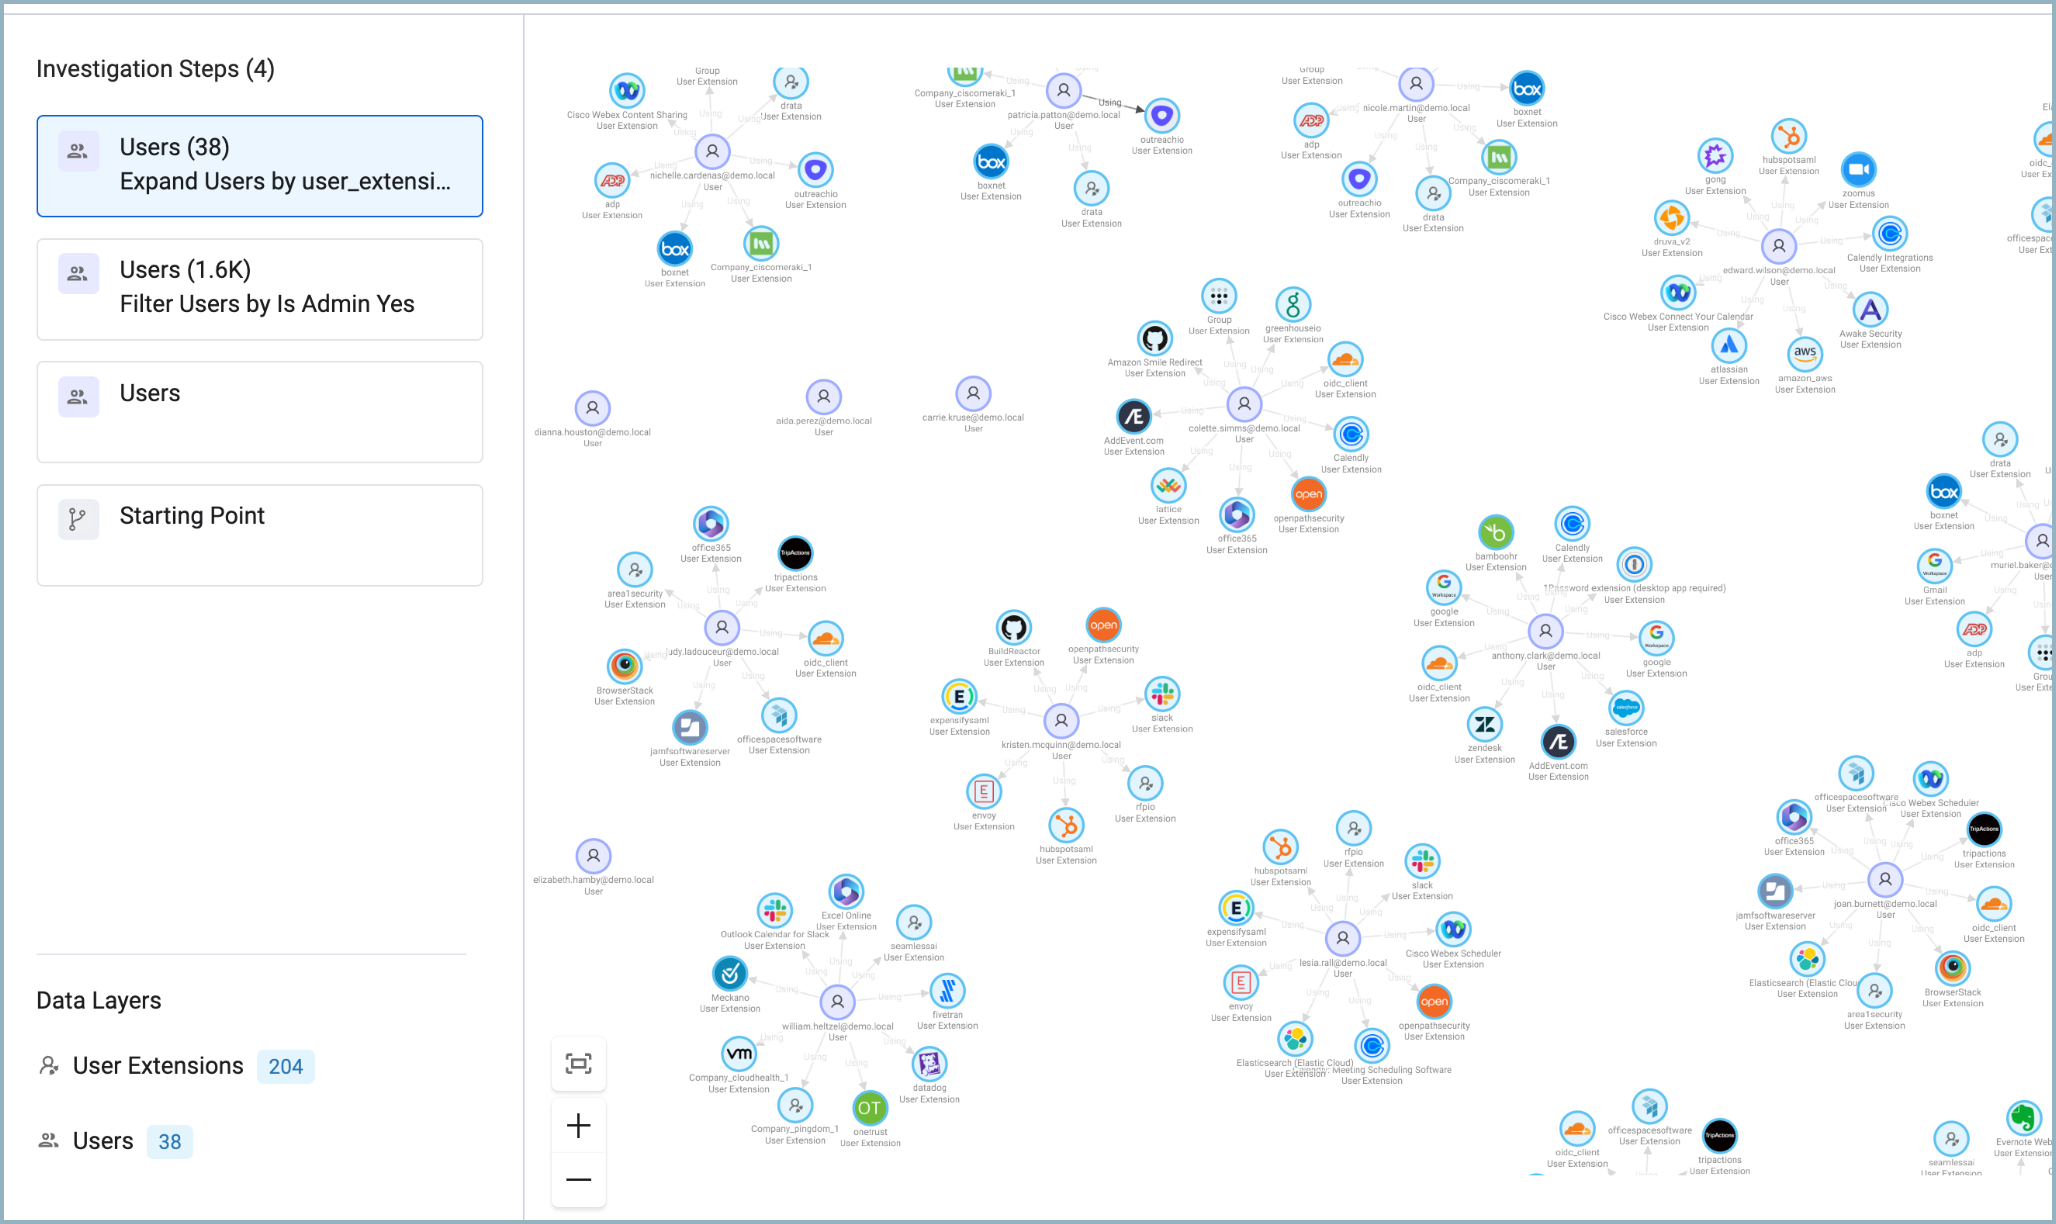 Investigation Steps (4)
Users (38)
Expand Users by user_extensi...
Users (1.6K)
Filter Users by Is Admin Yes
Users
Starting Point
Data Layers
User Extensions 204
Users 38
Group
User Extension
Cisco Webex Content Sharing
User Extension
drata
User Extension
nichelle.cardenas@demo.local
User
adp
User Extension
outreachio
User Extension
boxnet
User Extension
Company_ciscomeraki_1
User Extension
Company_ciscomeraki_1
User Extension
Using
patricia.patton@demo.local
User
outreachio
User Extension
boxnet
User Extension
drata
User Extension
Group
User Extension
nicole.martin@demo.local
User
boxnet
User Extension
adp
User Extension
outreachio
User Extension
drata
User Extension
Company_ciscomeraki_1
User Extension
gong
User Extension
hubspotsaml
User Extension
zoomus
User Extension
druva_v2
User Extension
Calendly Integrations
User Extension
edward.wilson@demo.local
User
Cisco Webex Connect Your Calendar
User Extension
Awake Security
User Extension
atlassian
User Extension
amazon_aws
User Extension
Group
User Extension
greenhouseio
User Extension
Amazon Smile Redirect
User Extension
oidc_client
User Extension
colette.simms@demo.local
User
AddEvent.com
User Extension
Calendly
User Extension
lattice
User Extension
office365
User Extension
openpathsecurity
User Extension
dianna.houston@demo.local
User
aida.perez@demo.local
User
carrie.kruse@demo.local
User
office365
User Extension
tripactions
User Extension
area1security
User Extension
judy.ladouceur@demo.local
User
oidc_client
User Extension
BrowserStack
User Extension
jamfsoftwareserver
User Extension
officespacesoftware
User Extension
BuildReactor
User Extension
openpathsecurity
User Extension
expensifysaml
User Extension
slack
User Extension
kristen.mcquinn@demo.local
User
envoy
User Extension
hubspotsaml
User Extension
rfpio
User Extension
bamboohr
User Extension
Calendly
User Extension
1Password extension (desktop app required)
User Extension
google
User Extension
google
User Extension
anthony.clark@demo.local
User
oidc_client
User Extension
zendesk
User Extension
AddEvent.com
User Extension
salesforce
User Extension
drata
User Extension
boxnet
User Extension
Gmail
User Extension
adp
User Extension
elizabeth.hamby@demo.local
User
Outlook Calendar for Slack
User Extension
Excel Online
User Extension
seamlessai
User Extension
Meckano
User Extension
fivetran
User Extension
william.heltzel@demo.local
User
Company_cloudhealth_1
User Extension
Company_pingdom_1
User Extension
onetrust
User Extension
datadog
User Extension
hubspotsaml
User Extension
rfpio
User Extension
slack
User Extension
expensifysaml
User Extension
Cisco Webex Scheduler
User Extension
lesia.rall@demo.local
User
envoy
User Extension
openpathsecurity
User Extension
Elasticsearch (Elastic Cloud)
User Extension
Meeting Scheduling Software
User Extension
officespacesoftware
User Extension
Cisco Webex Scheduler
office365
User Extension
tripactions
User Extension
jamfsoftwareserver
User Extension
joan.burnett@demo.local
User
oidc_client
User Extension
Elasticsearch (Elastic Clou
User Extension
area1security
User Extension
BrowserStack
User Extension
oidc_client
User Extension
officespacesoftware
User Extension
tripactions
User Extension
seamlessai
User Extension
Evernote Web